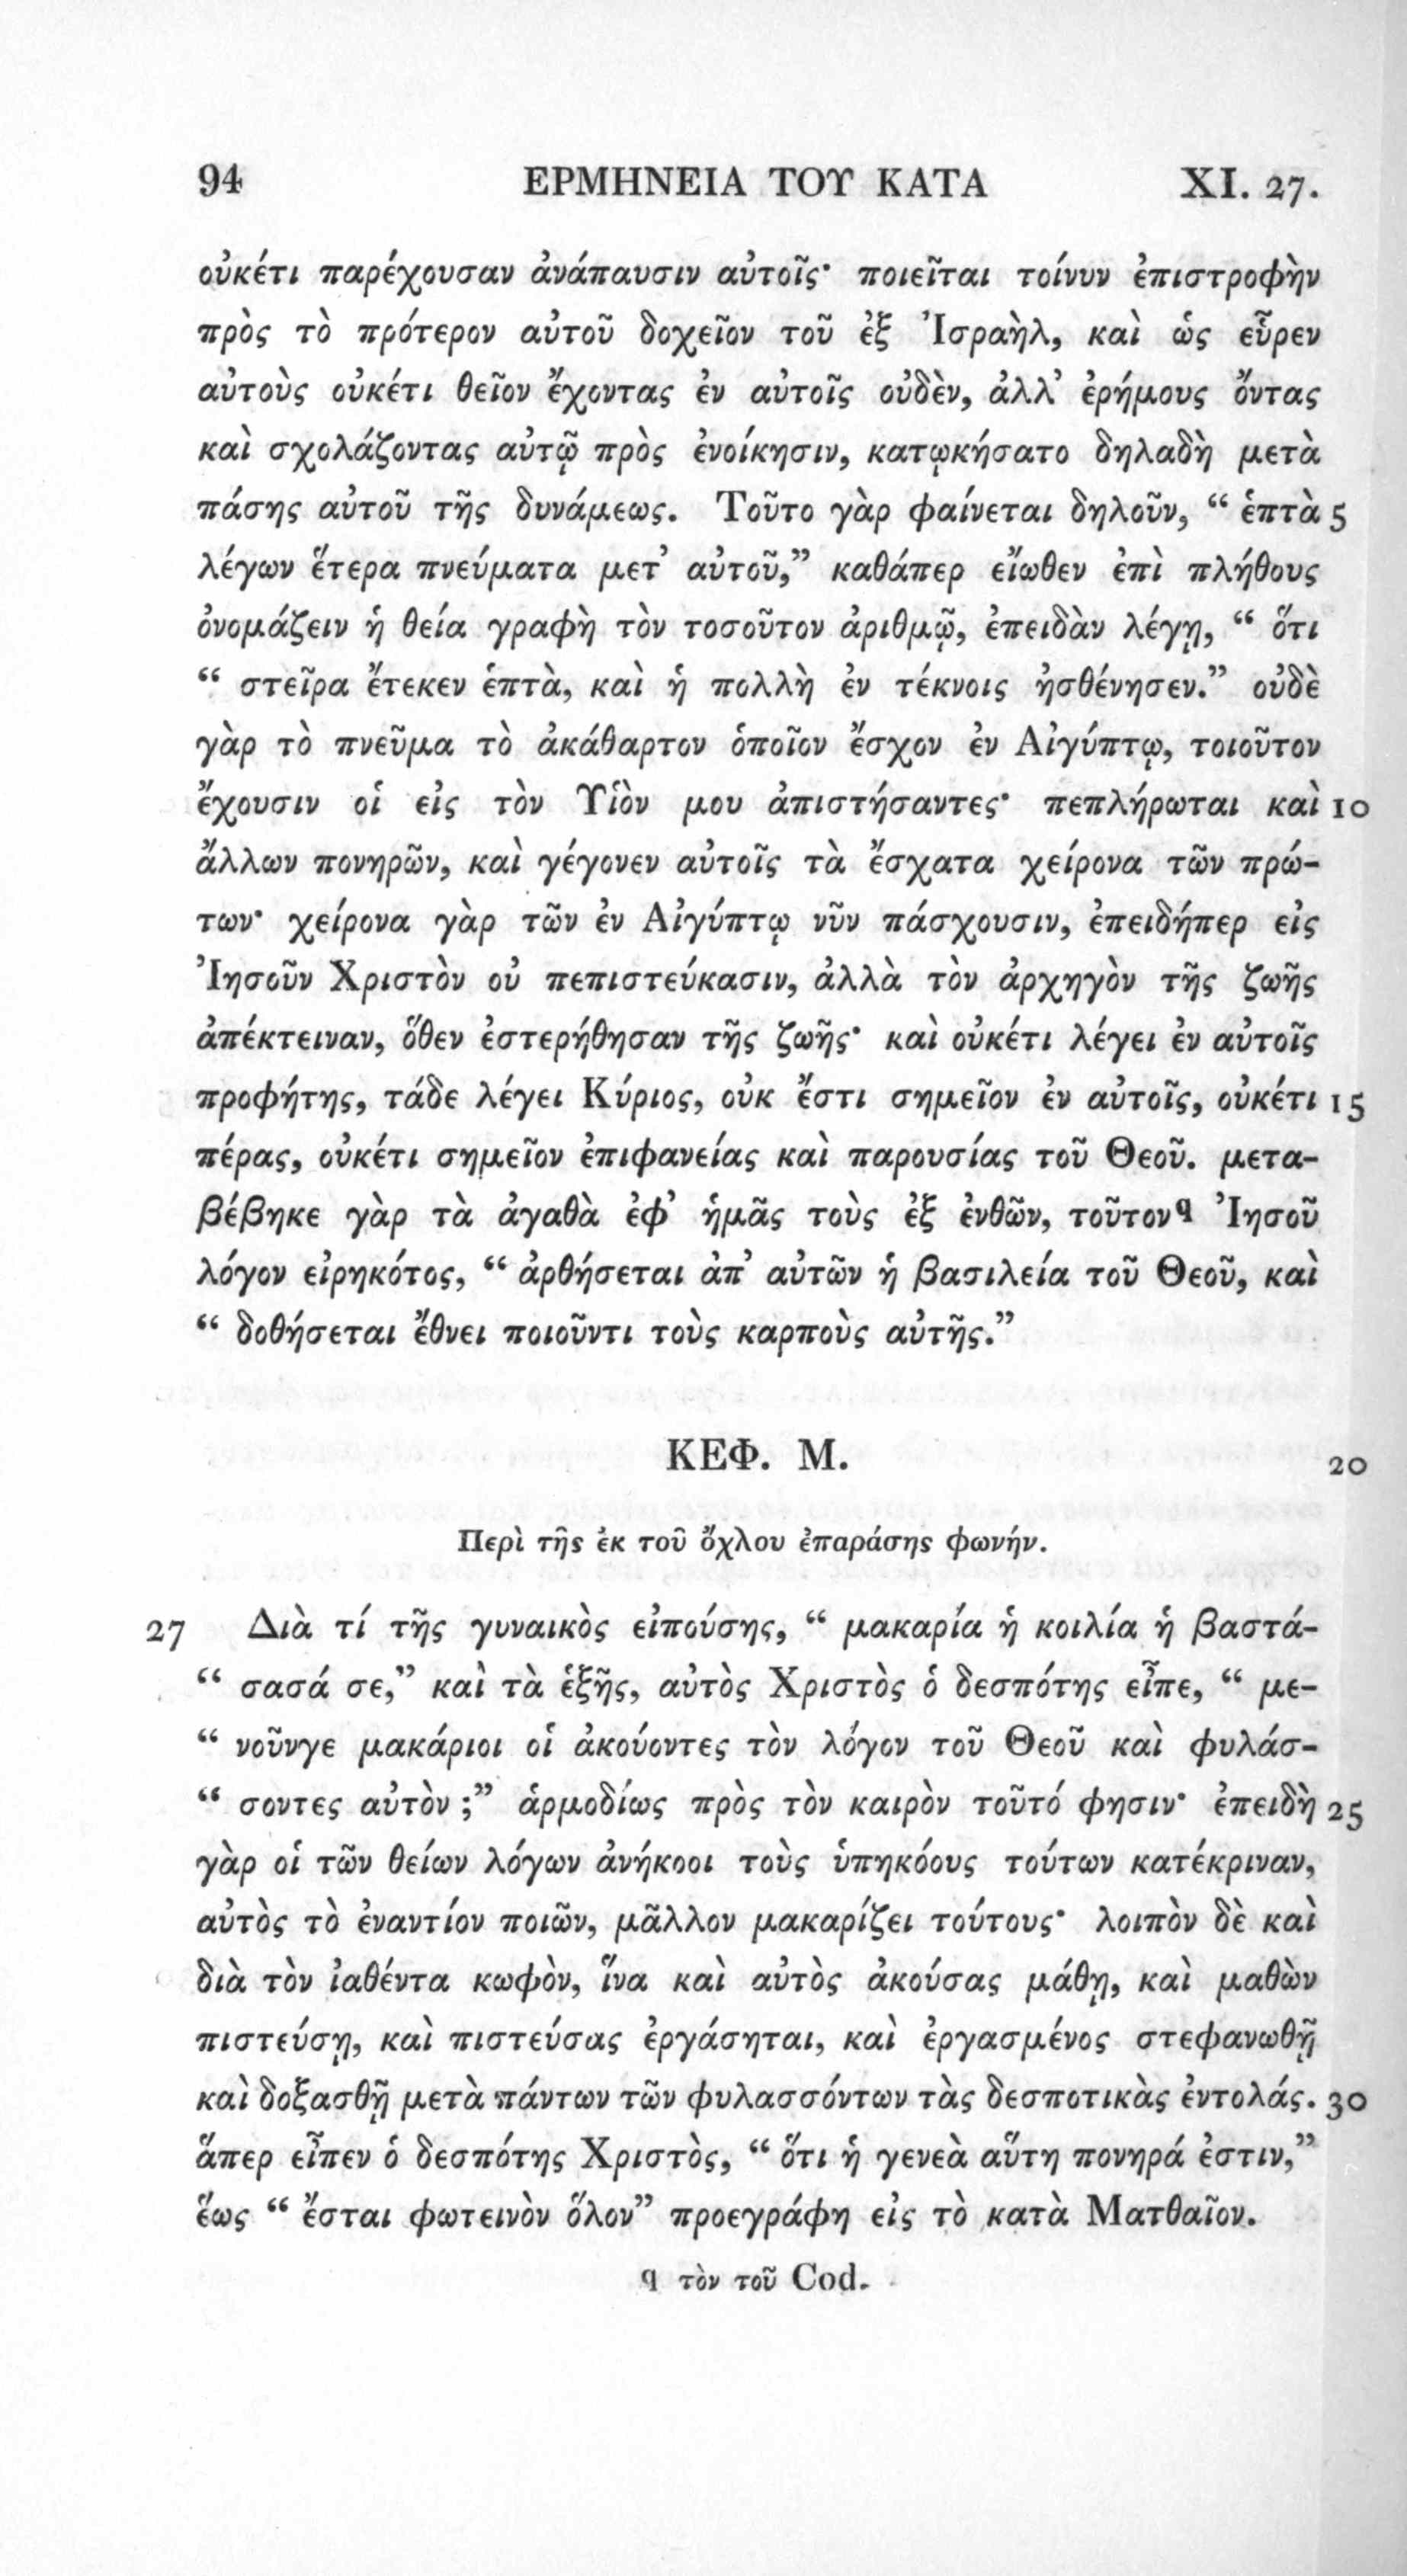 94 ΕΡΜΗΝΕΙΑ ΤΟΥ ΚΑΤΑ XI. 27.
οὐκέτι παρέχουσαν ἀνάπαυσιν αὐτοῖς· ποιεῖται τοίνυν ἐπιστροφὴν
πρὸς τὸ πρότερον αὐτοῦ δοχεῖον τοῦ ἐξ Ἰσραὴλ, καὶ ὡς εὗρεν
αὐτοὺς οὐκέτι θεῖον ἔχοντας ἐν αὐτοῖς οὐδὲν, ἀλλ’ ἐρήμους ὄντας
καὶ σχολάζοντας αὐτῷ πρὸς ἐνοίκησιν, κατῳκήσατο δηλαδὴ μετὰ
πάσης αὐτοῦ τῆς δυνάμεως. Τοῦτο γὰρ φαίνεται δηλοῦν, “ ἑπτὰ 5
λέγων ἕτερα πνεύματα μετ’ αὐτοῦ,” καθάπερ εἴωθεν ἐπὶ πλήθους
ὀνομάζειν ἡ θεία γραφὴ τὸν τοσοῦτον ἀριθμῷ, ἐπειδὰν λέγῃ, “ ὅτι
“ στεῖρα ἔτεκεν ἑπτὰ, καὶ ἡ πολλὴ ἐν τέκνοις ἠσθένησεν.” οὐδὲ
γὰρ τὸ πνεῦμα τὸ ἀκάθαρτον ὁποῖον ἔσχον ἐν Αἰγύπτῳ, τοιοῦτον
ἔχουσιν οἱ εἰς τὸν Υἱὸν μου ἀπιστήσαντες· πεπλήρωται καὶ 10
ἄλλων πονηρῶν, καὶ γέγονεν αὐτοῖς τὰ ἔσχατα χείρονα τῶν πρώ-
των· χείρονα γὰρ τῶν ἐν Αἰγύπτῳ νῦν πάσχουσιν, ἐπειδήπερ εἰς
Ἰησοῦν Χριστὸν οὐ πεπιστεύκασιν, ἀλλὰ τὸν ἀρχηγὸν τῆς ζωῆς
ἀπέκτειναν, ὅθεν ἐστερήθησαν τῆς ζωῆς· καὶ οὐκέτι λέγει ἐν αὐτοῖς
προφήτης, τάδε λέγει Κύριος, οὐκ ἔστι σημεῖον ἐν αὐτοῖς, οὐκέτι 15
πέρας, οὐκέτι σημεῖον ἐπιφανείας καὶ παρουσίας τοῦ Θεοῦ. μετα-
βέβηκε γὰρ τὰ ἀγαθὰ ἐφ’ ἡμᾶς τοὺς ἐξ ἐνθῶν, τοῦτον q Ἰησοῦ
λόγον εἰρηκότος, “ ἀρθήσεται ἀπ’ αὐτῶν ἡ βασιλεία τοῦ Θεοῦ, καὶ
“ δοθήσεται ἔθνει ποιοῦντι τοὺς καρποὺς αὐτῆς.”
ΚΕΦ. Μ. 20
Περὶ τῆς ἐκ τοῦ ὄχλου ἐπαράσης φωνήν.
27 Διὰ τί τῆς γυναικὸς εἰπούσης, “ μακαρία ἡ κοιλία ἡ βαστά-
“ σασά σε,” καὶ τὰ ἑξῆς, αὐτὸς Χριστὸς ὁ δεσπότης εἶπε, “ με-
“ νοῦνγε μακάριοι οἱ ἀκούοντες τὸν λόγον τοῦ Θεοῦ καὶ φυλάσ-
“ σοντες αὐτὸν ;” ἁρμοδίως πρὸς τὸν καιρὸν τοῦτό φησιν· ἐπειδὴ 25
γὰρ οἱ τῶν θείων λόγων ἀνήκοοι τοὺς ὑπηκόους τούτων κατέκριναν,
αὐτὸς τὸ ἐναντίον ποιῶν, μᾶλλον μακαρίζει τούτους· λοιπὸν δὲ καὶ
διὰ τὸν ἰαθέντα κωφὸν, ἵνα καὶ αὐτὸς ἀκούσας μάθῃ, καὶ μαθὼν
πιστεύσῃ, καὶ πιστεύσας ἐργάσηται, καὶ ἐργασμένος στεφανωθῇ
καὶ δοξασθῇ μετὰ πάντων τῶν φυλασσόντων τὰς δεσποτικὰς ἐντολάς. 30
ἅπερ εἶπεν ὁ δεσπότης Χριστὸς, “ ὅτι ἡ γενεὰ αὕτη πονηρά ἐστιν,”
ἕως “ ἔσται φωτεινὸν ὅλον” προεγράφη εἰς τὸ κατὰ Ματθαῖον.
q τὸν τοῦ Cod.